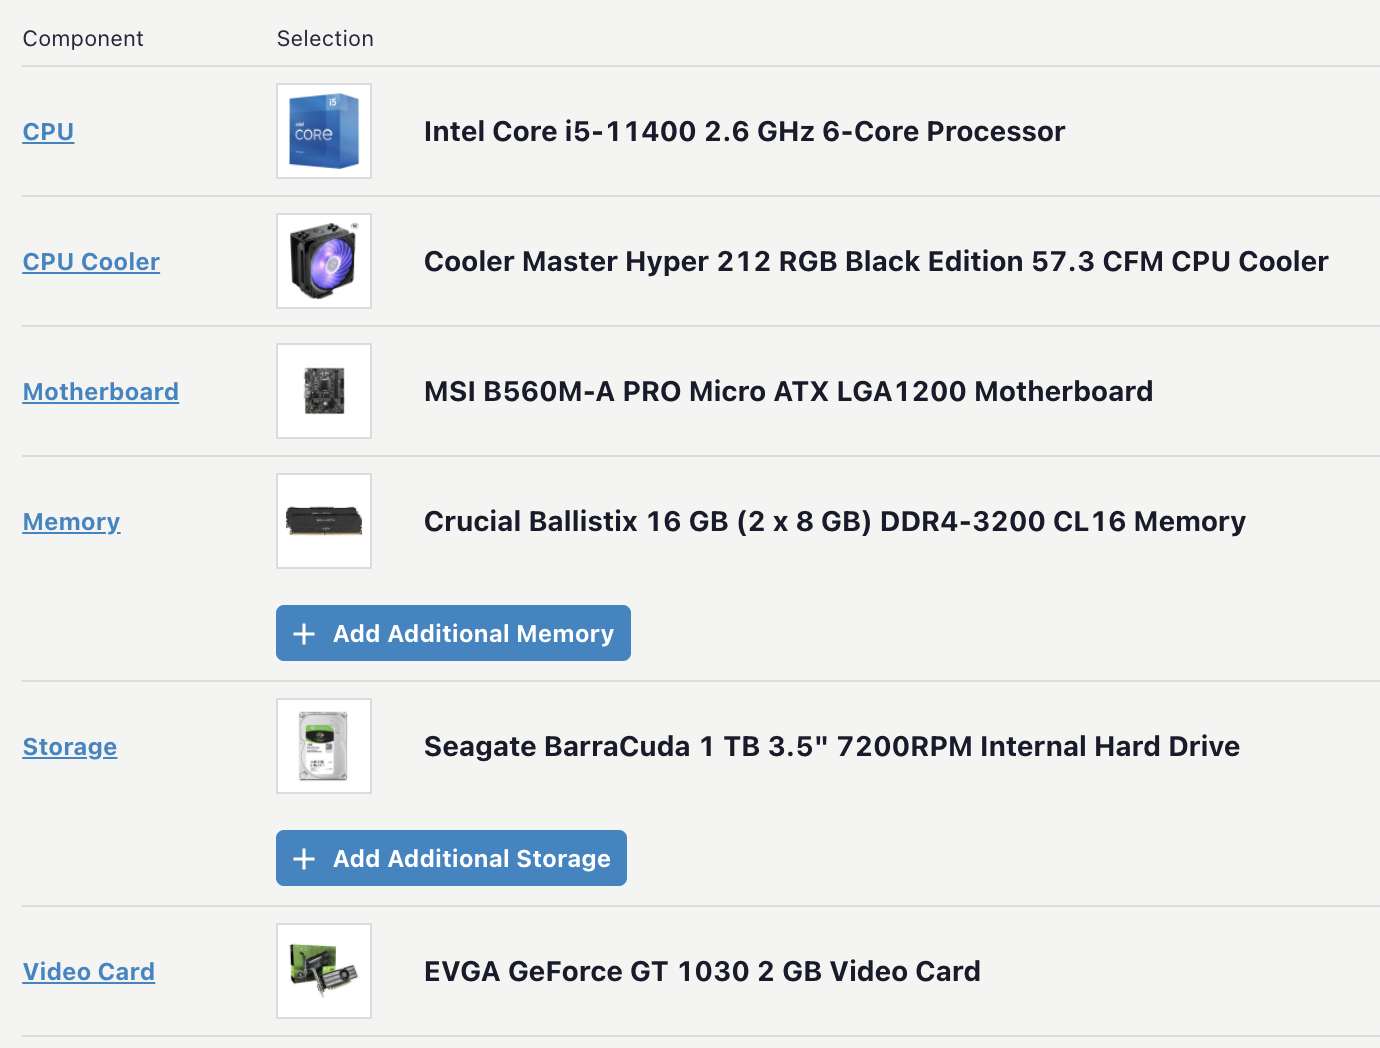 Component Selection
CPU Intel Core i5-11400 2.6 GHz 6-Core Processor
i5
intel
CORE
CPU Cooler Cooler Master Hyper 212 RGB Black Edition 57.3 CFM CPU Cooler
Motherboard MSI B560M-A PRO Micro ATX LGA1200 Motherboard
Memory Crucial Ballistix 16 GB (2 x 8 GB) DDR4-3200 CL16 Memory
+ Add Additional Memory
Storage Seagate BarraCuda 1 TB 3.5" 7200RPM Internal Hard Drive
+ Add Additional Storage
Video Card EVGA GeForce GT 1030 2 GB Video Card